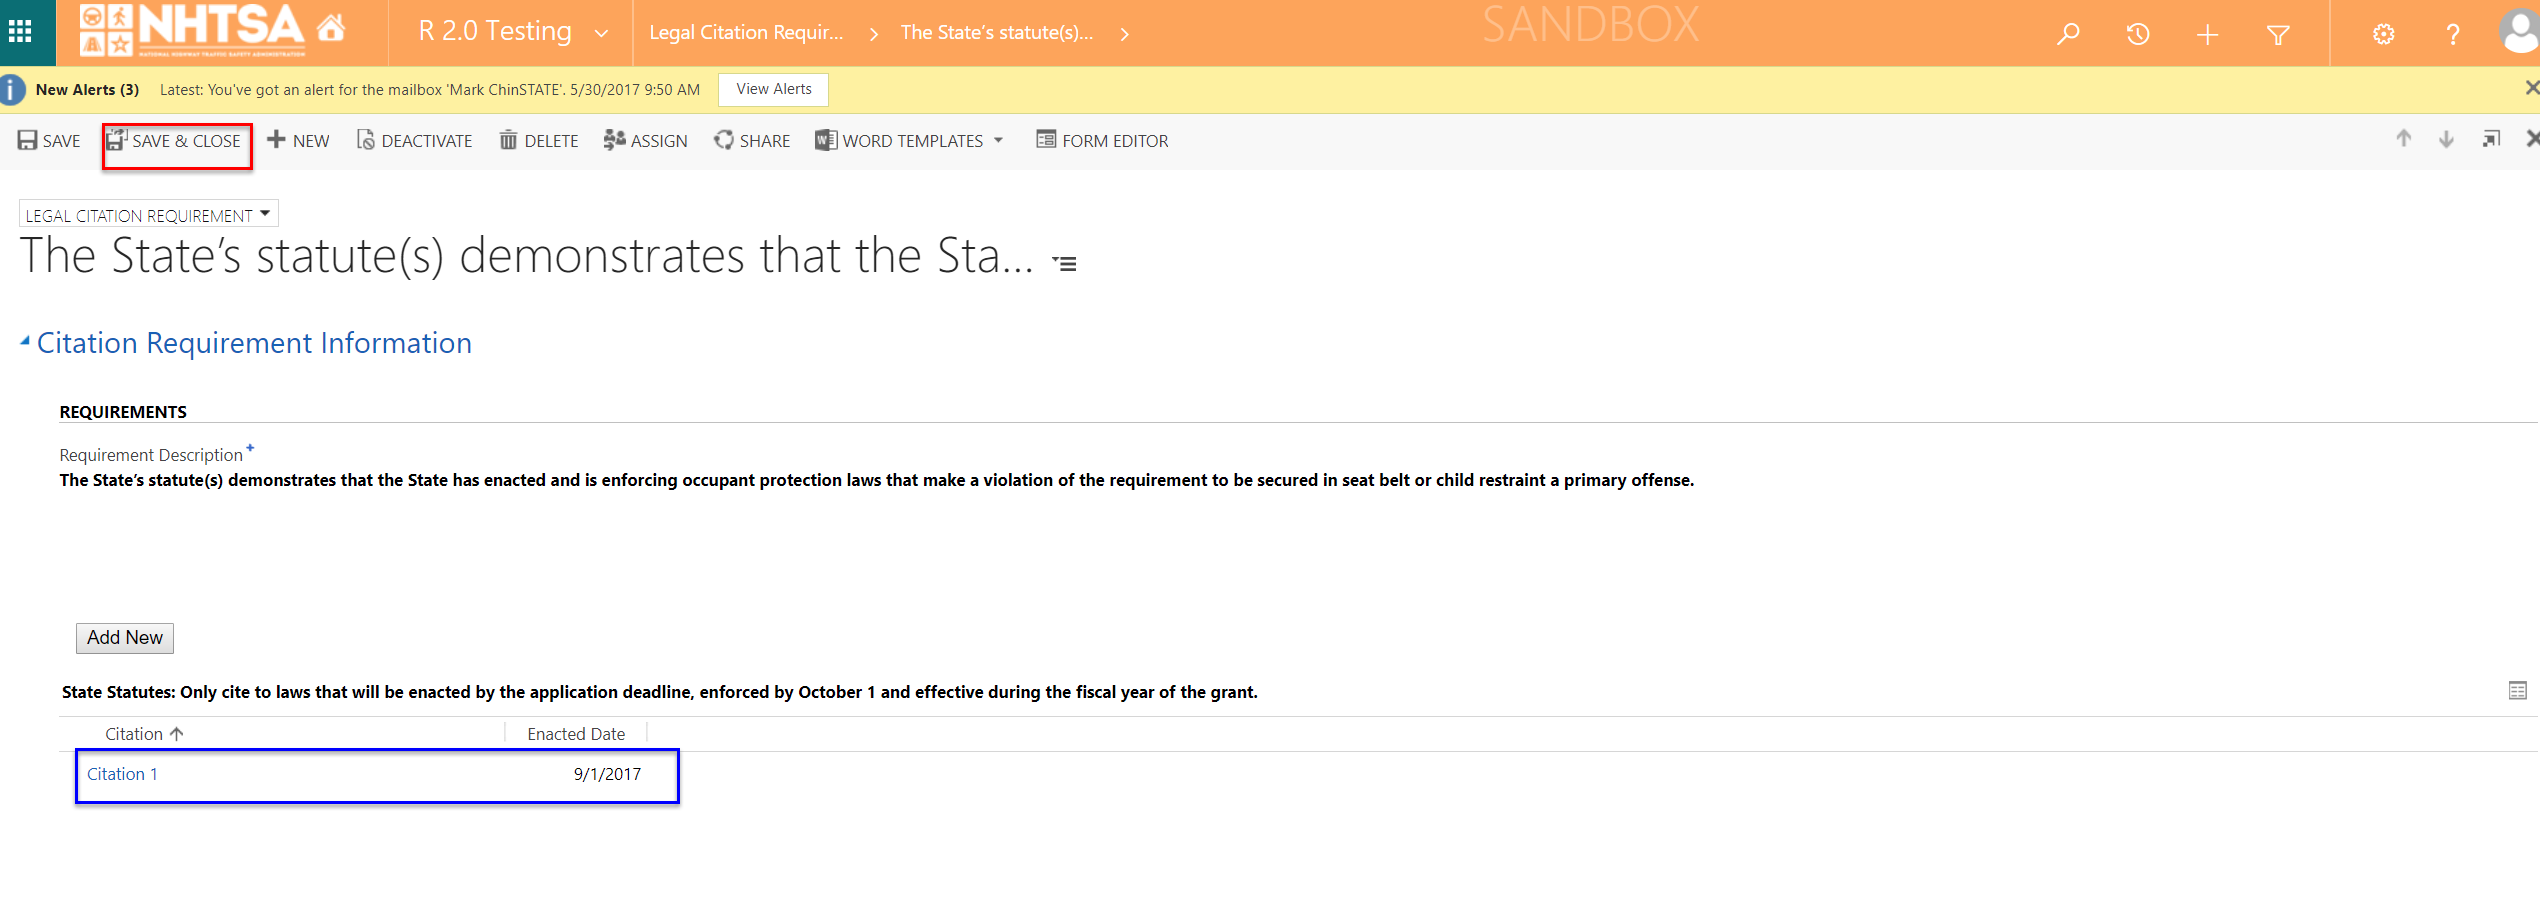 NHTSA
NATIONAL HIGHWAY TRAFFIC SAFETY ADMINISTRATION
R 2.0 Testing
Legal Citation Requir...
The State's statute(s)...
SANDBOX
New Alerts (3) Latest: You've got an alert for the mailbox 'Mark ChinSTATE'. 5/30/2017 9:50 AM View Alerts
SAVE SAVE & CLOSE NEW DEACTIVATE DELETE ASSIGN SHARE WORD TEMPLATES FORM EDITOR
LEGAL CITATION REQUIREMENT
The State's statute(s) demonstrates that the Sta...
Citation Requirement Information
REQUIREMENTS
Requirement Description+
The State's statute(s) demonstrates that the State has enacted and is enforcing occupant protection laws that make a violation of the requirement to be secured in seat belt or child restraint a primary offense.
Add New
State Statutes: Only cite to laws that will be enacted by the application deadline, enforced by October 1 and effective during the fiscal year of the grant.
Citation ↑ Enacted Date
Citation 1 9/1/2017